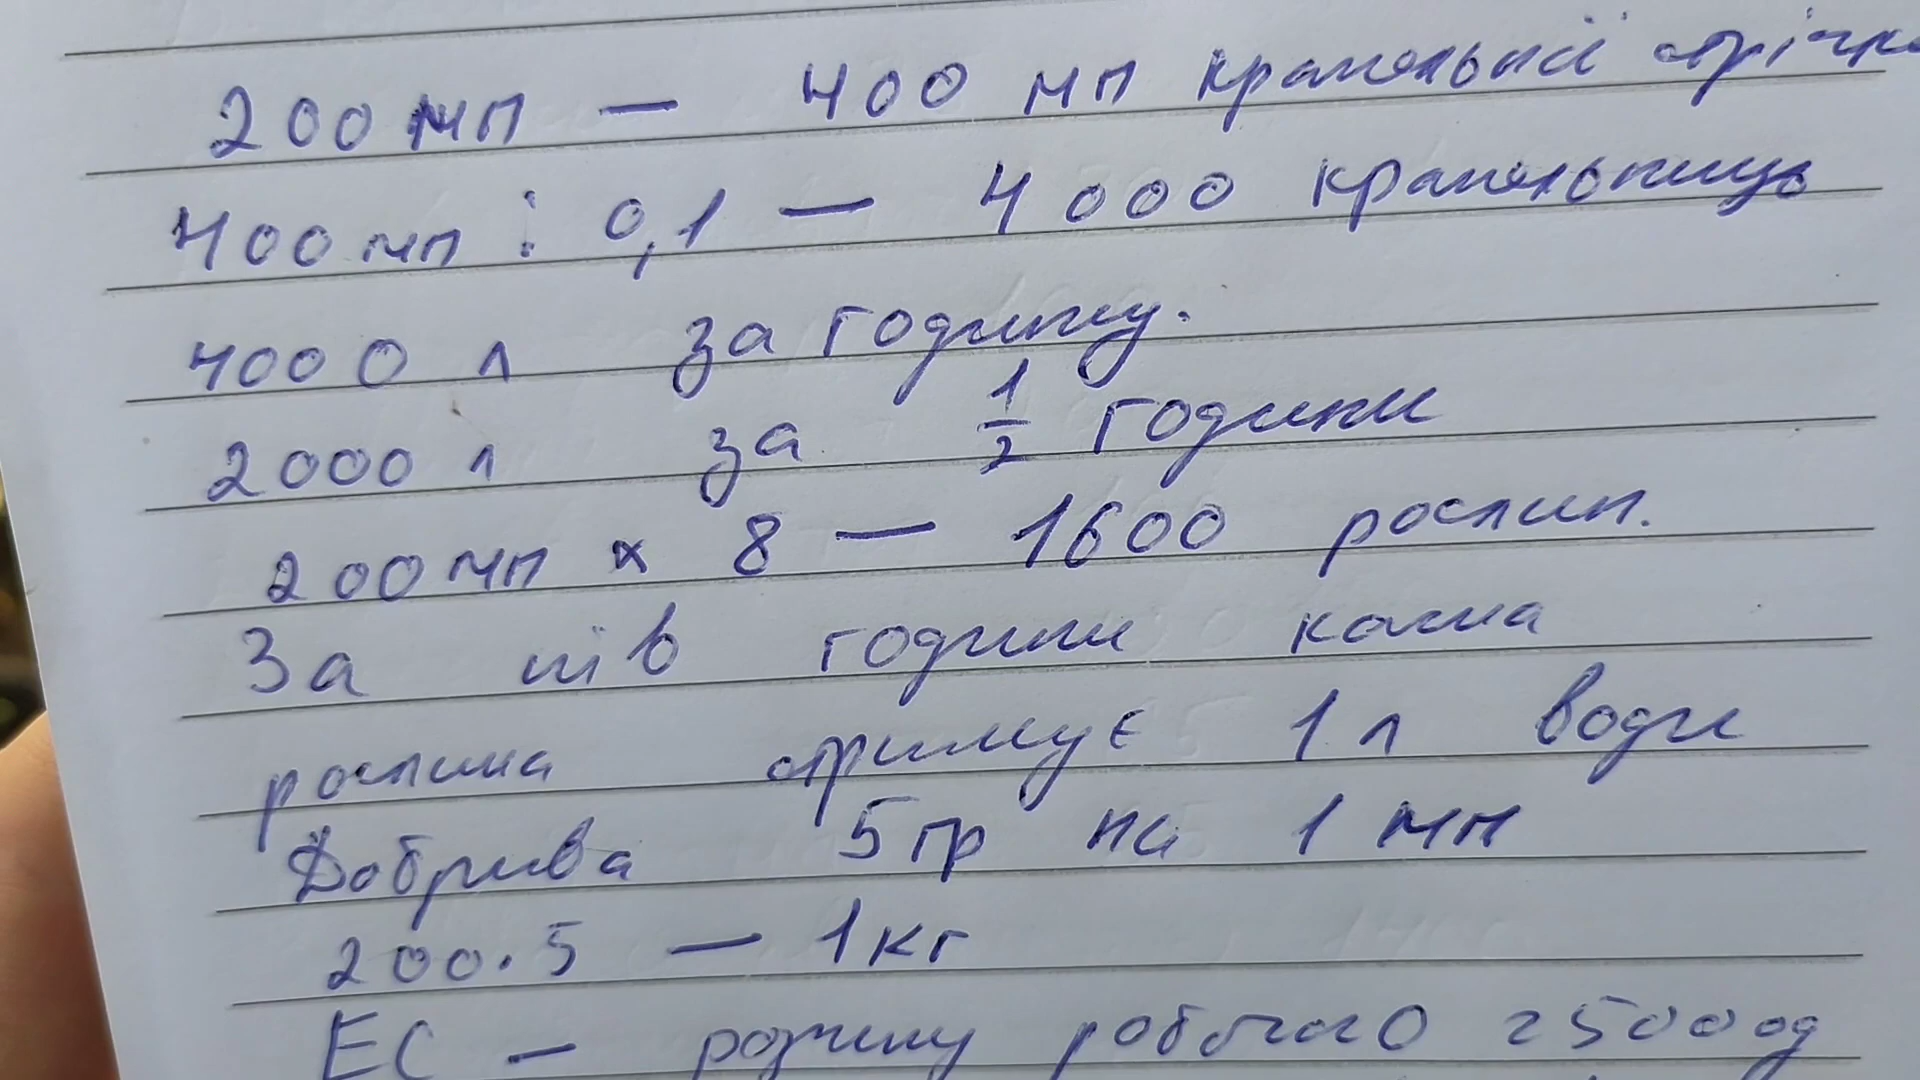 200 мп — 400 мп крапельної стрічки
400 мп : 0,1 — 4000 крапельниць
4000 л за годину.
2000 л за 1/2 години
200 мп х 8 — 1600 рослин.
За пів години кожна
рослина отримує 1 л води
Добрива 5 гр на 1 мп
200.5 — 1 кг
ЕС — розчину робочого 2500 од